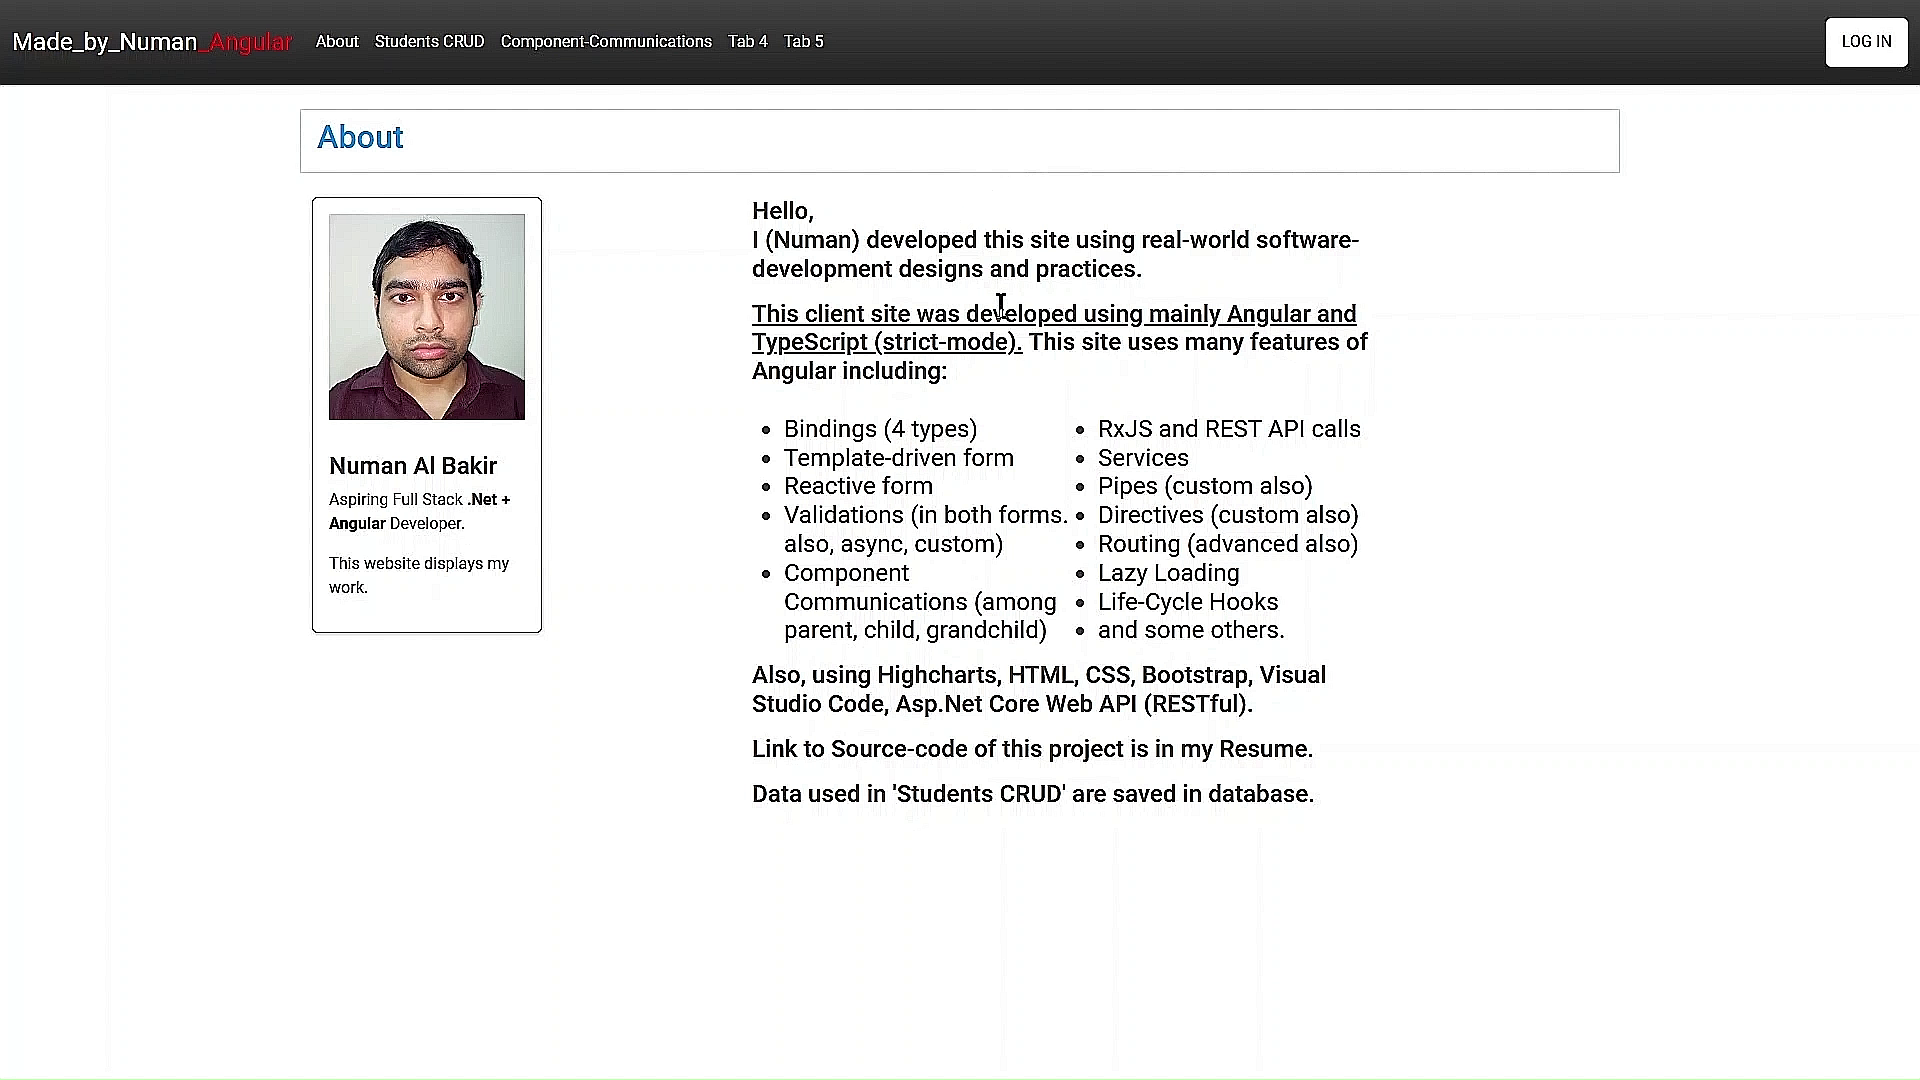 Made_by_Numan_Angular About Students CRUD Component-Communications Tab 4 Tab 5 LOG IN
About
Numan Al Bakir
Aspiring Full Stack .Net +
Angular Developer.
This website displays my
work.
Hello,
I (Numan) developed this site using real-world software-
development designs and practices.
This client site was developed using mainly Angular and
TypeScript (strict-mode). This site uses many features of
Angular including:
• Bindings (4 types)
• Template-driven form
• Reactive form
• Validations (in both forms.
also, async, custom)
• Component
Communications (among
parent, child, grandchild)
• RxJS and REST API calls
• Services
• Pipes (custom also)
• Directives (custom also)
• Routing (advanced also)
• Lazy Loading
• Life-Cycle Hooks
• and some others.
Also, using Highcharts, HTML, CSS, Bootstrap, Visual
Studio Code, Asp.Net Core Web API (RESTful).
Link to Source-code of this project is in my Resume.
Data used in 'Students CRUD' are saved in database.